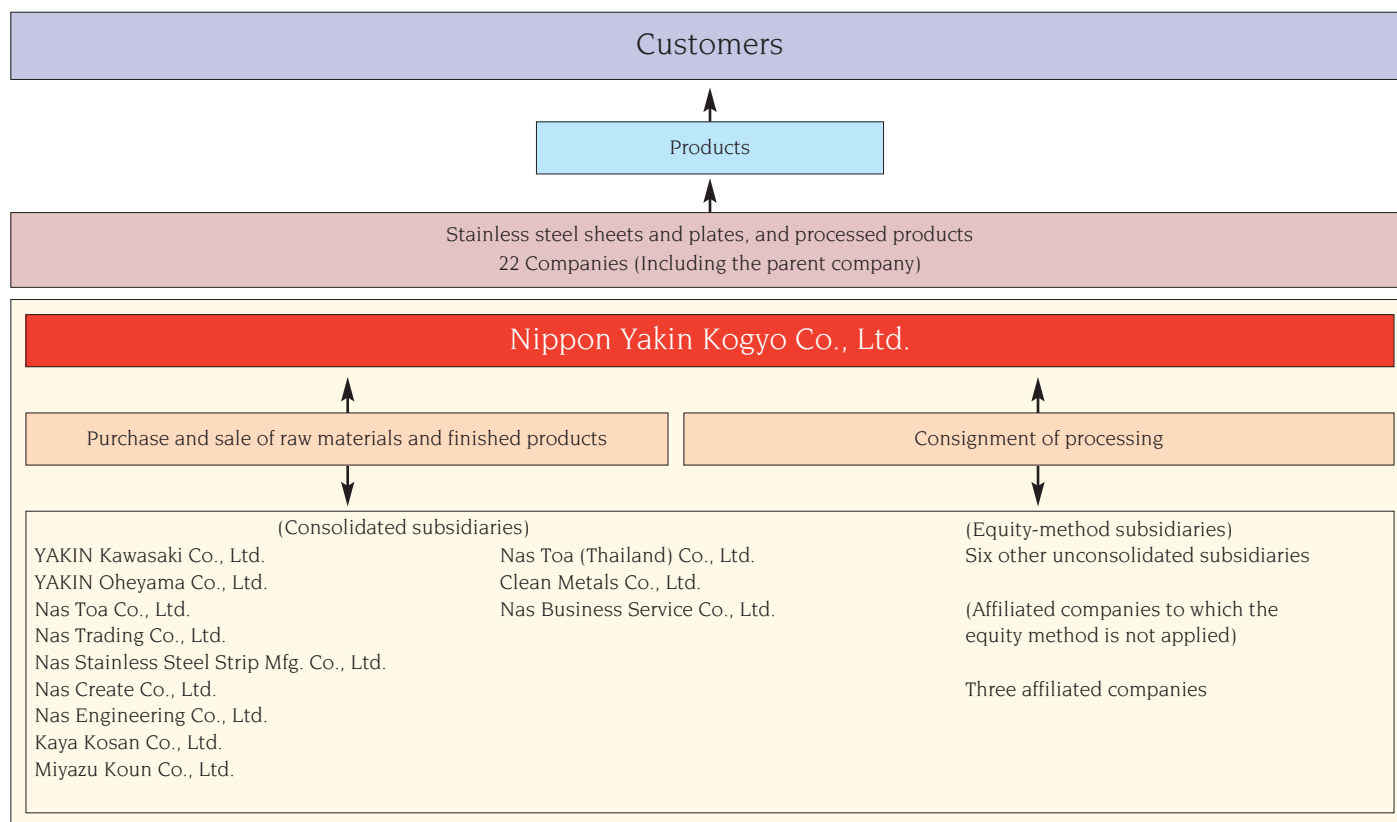 Customers
Products
Stainless steel sheets and plates, and processed products
22 Companies (Including the parent company)
Nippon Yakin Kogyo Co., Ltd.
Purchase and sale of raw materials and finished products
Consignment of processing
(Consolidated subsidiaries)
YAKIN Kawasaki Co., Ltd.
YAKIN Oheyama Co., Ltd.
Nas Toa Co., Ltd.
Nas Trading Co., Ltd.
Nas Stainless Steel Strip Mfg. Co., Ltd.
Nas Create Co., Ltd.
Nas Engineering Co., Ltd.
Kaya Kosan Co., Ltd.
Miyazu Koun Co., Ltd.
Nas Toa (Thailand) Co., Ltd.
Clean Metals Co., Ltd.
Nas Business Service Co., Ltd.
(Equity-method subsidiaries)
Six other unconsolidated subsidiaries
(Affiliated companies to which the
equity method is not applied)
Three affiliated companies